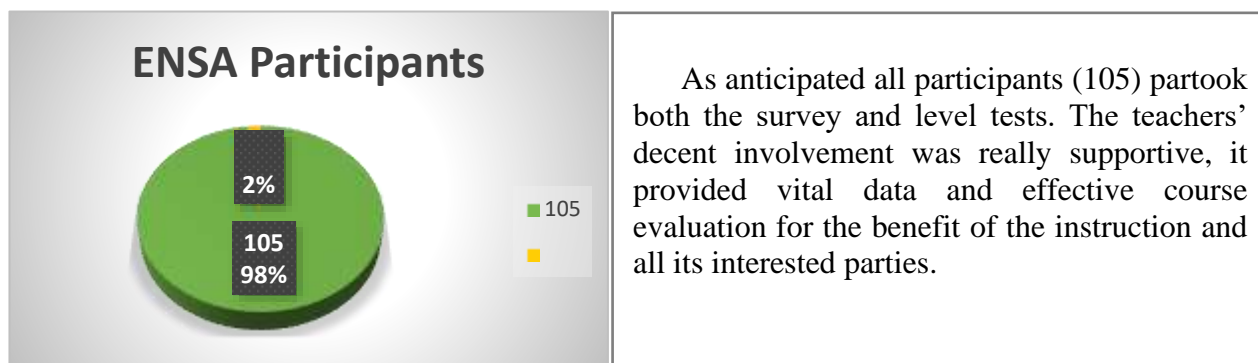 ENSA Participants
2%
105
98%
105
As anticipated all participants (105) partook
both the survey and level tests. The teachers’
decent involvement was really supportive, it
provided vital data and effective course
evaluation for the benefit of the instruction and
all its interested parties.